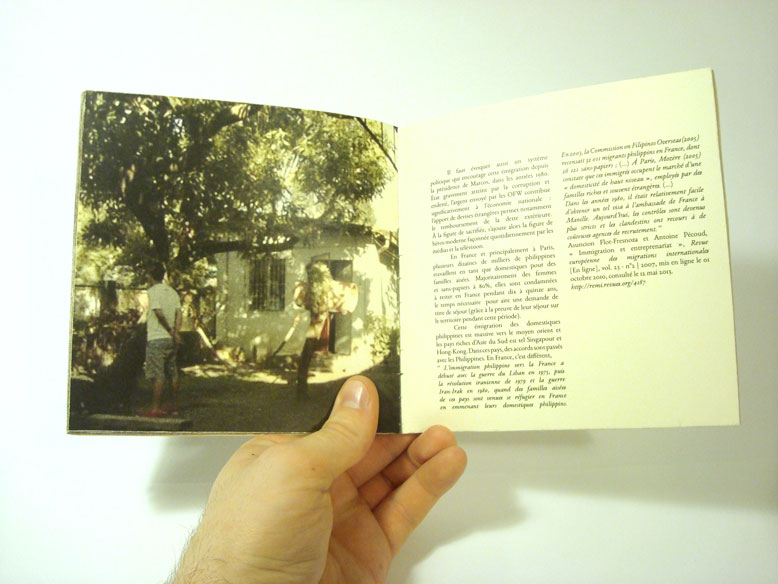 Il faut évoquer aussi un système
politique qui encourage cette émigration depuis
la présidence de Marcos, dans les années 1980.
État gravement atteint par la corruption et
endetté, l'argent envoyé par les OFW contribue
significativement à l'économie nationale :
l'apport de devises étrangères permet notamment
le remboursement de la dette extérieure.
À la figure de sacrifiée, s'ajoute alors la figure de
héros moderne façonnée quotidiennement par les
médias et la télévision.
En France et principalement à Paris,
plusieurs dizaines de milliers de philippines
travaillent en tant que domestiques pour des
familles aisées. Majoritairement des femmes
et sans-papiers à 80%, elles sont condamnées
à rester en France pendant dix à quinze ans,
le temps nécessaire pour une demande de
titre de séjour (grâce à la preuve de leur séjour sur
le territoire pendant cette période).
Cette émigration des domestiques
philippines est massive vers le moyen orient et
les pays riches d'Asie du Sud est tel Singapour et
Hong-Kong. Dans ces pays, des accords sont passés
avec les Philippines. En France, c'est différent,
" L'immigration philippine vers la France a
débuté avec la guerre du Liban en 1975, puis
la révolution iranienne de 1979 et la guerre
Iran-Irak en 1980, quand des familles aisées
de ces pays sont venues se réfugier en France
en emmenant leurs domestiques philippins.
En 2003, la Commission on Filipinos Overseas (2005)
recensait 32 011 migrants philippins en France, dont
26 121 sans-papiers ; (...) À Paris, Mozère (2005)
constate que ces immigrés occupent le marché d'une
« domesticité de haut niveau », employés par des
familles riches et souvent étrangères. (...)
Dans les années 1980, il était relativement facile
d'obtenir un tel visa à l'ambassade de France à
Manille. Aujourd'hui, les contrôles sont devenus
plus stricts et les clandestins ont recours à de
coûteuses agences de recrutement."
Asuncion Flot-Fresnoza et Antoine Pécoud,
« Immigration et entreprenariat », Revue
européenne des migrations internationales
[En ligne], vol. 23 - n°2 | 2007, mis en ligne le 01
octobre 2010, consulté le 12 mai 2013.
http://remi.revues.org/4187